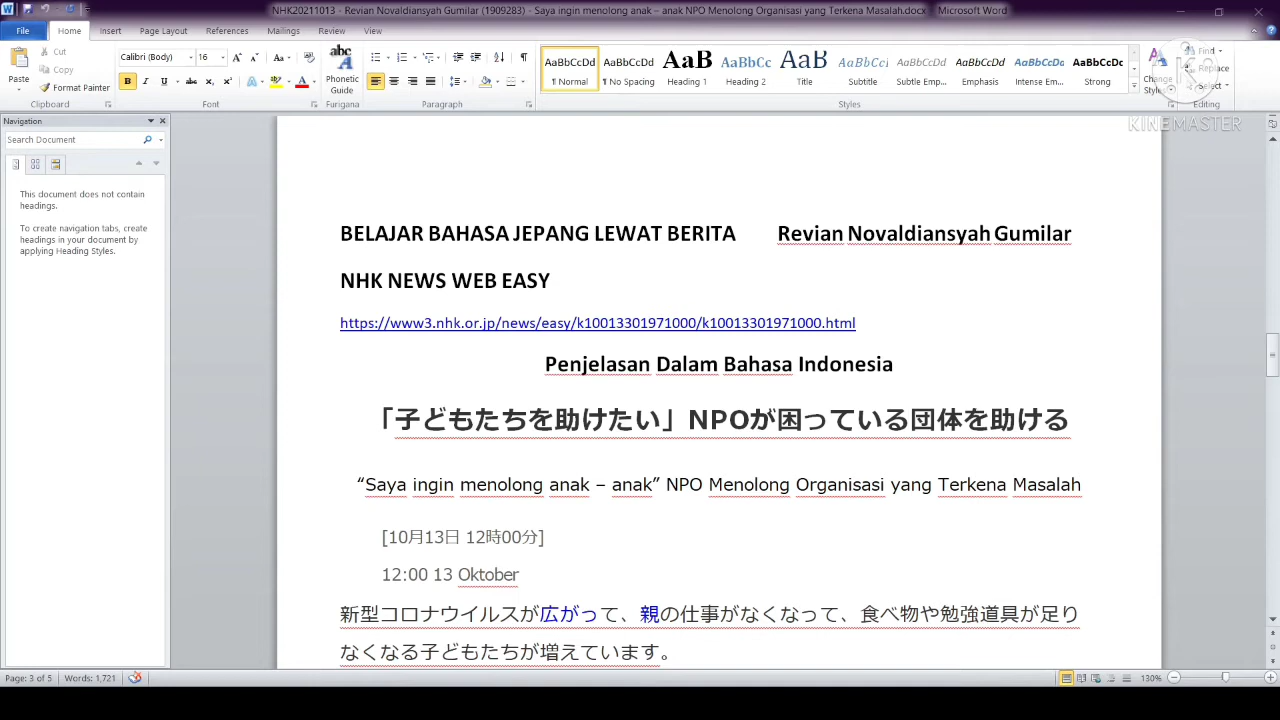 NHK20211013 - Revian Novaldiansyah Gumilar (1909283) - Saya ingin menolong anak – anak NPO Menolong Organisasi yang Terkena Masalah.docx - Microsoft Word
File Home Insert Page Layout References Mailings Review View
Paste
Cut
Copy
Format Painter
Clipboard
Calibri (Body) 16
Font
abc
Phonetic Guide
Furigana
Paragraph
AaBbCcDd AaBbCcDd AaB AaBbCc AaB AaBbCcI AaBbCcDd AaBbCcDd AaBbCcDd AaBbCcDd
¶ Normal ¶ No Spacing Heading 1 Heading 2 Title Subtitle Subtle Emp... Emphasis Intense Em... Strong
Styles
Change Styles
Find
Replace
Select
Editing
KINEMASTER
Navigation
Search Document
This document does not contain headings.
To create navigation tabs, create headings in your document by applying Heading Styles.
BELAJAR BAHASA JEPANG LEWAT BERITA Revian Novaldiansyah Gumilar
NHK NEWS WEB EASY
https://www3.nhk.or.jp/news/easy/k10013301971000/k10013301971000.html
Penjelasan Dalam Bahasa Indonesia
「子どもたちを助けたい」NPOが困っている団体を助ける
“Saya ingin menolong anak – anak” NPO Menolong Organisasi yang Terkena Masalah
[10月13日 12時00分]
12:00 13 Oktober
新型コロナウイルスが広がって、親の仕事がなくなって、食べ物や勉強道具が足り
なくなる子どもたちが増えています。
Page: 3 of 5 Words: 1,721 130%